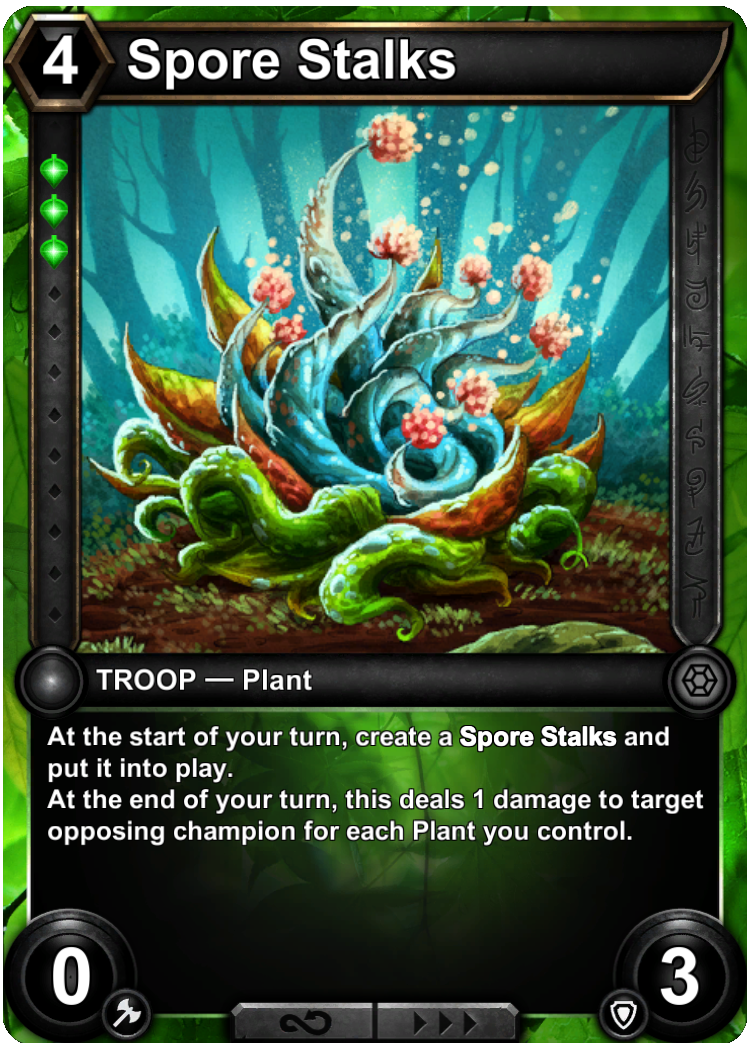 4
Spore Stalks
TROOP — Plant
At the start of your turn, create a Spore Stalks and
put it into play.
At the end of your turn, this deals 1 damage to target
opposing champion for each Plant you control.
0
3